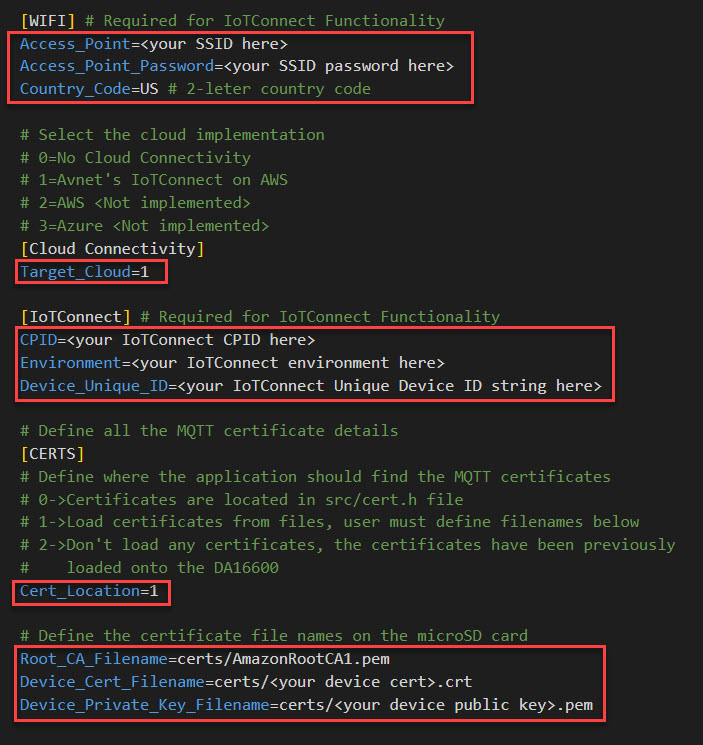 [WIFI] # Required for IoTConnect Functionality
Access_Point=<your SSID here>
Access_Point_Password=<your SSID password here>
Country_Code=US # 2-leter country code
# Select the cloud implementation
# 0=No Cloud Connectivity
# 1=Avnet's IoTConnect on AWS
# 2=AWS <Not implemented>
# 3=Azure <Not implemented>
[Cloud Connectivity]
Target_Cloud=1
[IoTConnect] # Required for IoTConnect Functionality
CPID=<your IoTConnect CPID here>
Environment=<your IoTConnect environment here>
Device_Unique_ID=<your IoTConnect Unique Device ID string here>
# Define all the MQTT certificate details
[CERTS]
# Define where the application should find the MQTT certificates
# 0->Certificates are located in src/cert.h file
# 1->Load certificates from files, user must define filenames below
# 2->Don't load any certificates, the certificates have been previously
#    loaded onto the DA16600
Cert_Location=1
# Define the certificate file names on the microSD card
Root_CA_Filename=certs/AmazonRootCA1.pem
Device_Cert_Filename=certs/<your device cert>.crt
Device_Private_Key_Filename=certs/<your device public key>.pem